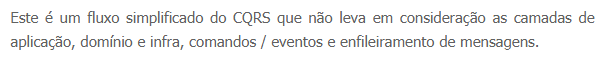 Este é um fluxo simplificado do CQRS que não leva em consideração as camadas de
aplicação, domínio e infra, comandos / eventos e enfileiramento de mensagens.